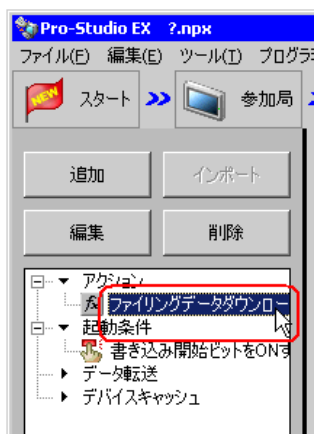 Pro-Studio EX ?.npx
ファイル(F) 編集(E) ツール(T) プログラ
NEW スタート 参加局
追加 インポート
編集 削除
アクション
fx ファイリングデータダウンロー
起動条件
書き込み開始ビットをONす
データ転送
デバイスキャッシュ